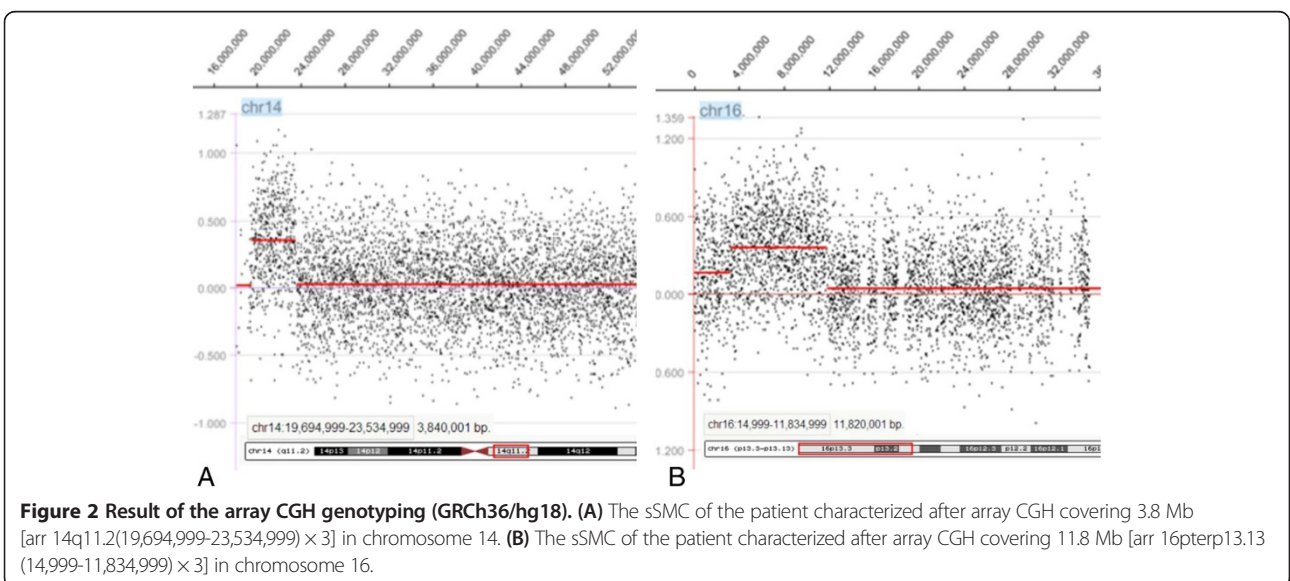 16,000,000 20,000,000 24,000,000 28,000,000 32,000,000 36,000,000 40,000,000 44,000,000 48,000,000 52,000,000
chr14
1.287
1.000
0.500
0.000
-0.500
-1.000
chr14:19,694,999-23,534,999 3,840,001 bp.
chr14 (q11.2) 14p13 14p12 14p11.2 14q11.2 14q12
A
0 4,000,000 8,000,000 12,000,000 16,000,000 20,000,000 24,000,000 28,000,000 32,000,000 36
chr16.
1.359
1.200
0.600
0.000
0.600
1.200
chr16:14,999-11,834,999 11,820,001 bp.
chr16 (p13.3-p13.13) 16p13.3 p13.2 16p12.3 p12.2 16p12.1 16p1
B
Figure 2 Result of the array CGH genotyping (GRCh36/hg18). (A) The sSMC of the patient characterized after array CGH covering 3.8 Mb
[arr 14q11.2(19,694,999-23,534,999) × 3] in chromosome 14. (B) The sSMC of the patient characterized after array CGH covering 11.8 Mb [arr 16pterp13.13
(14,999-11,834,999) × 3] in chromosome 16.